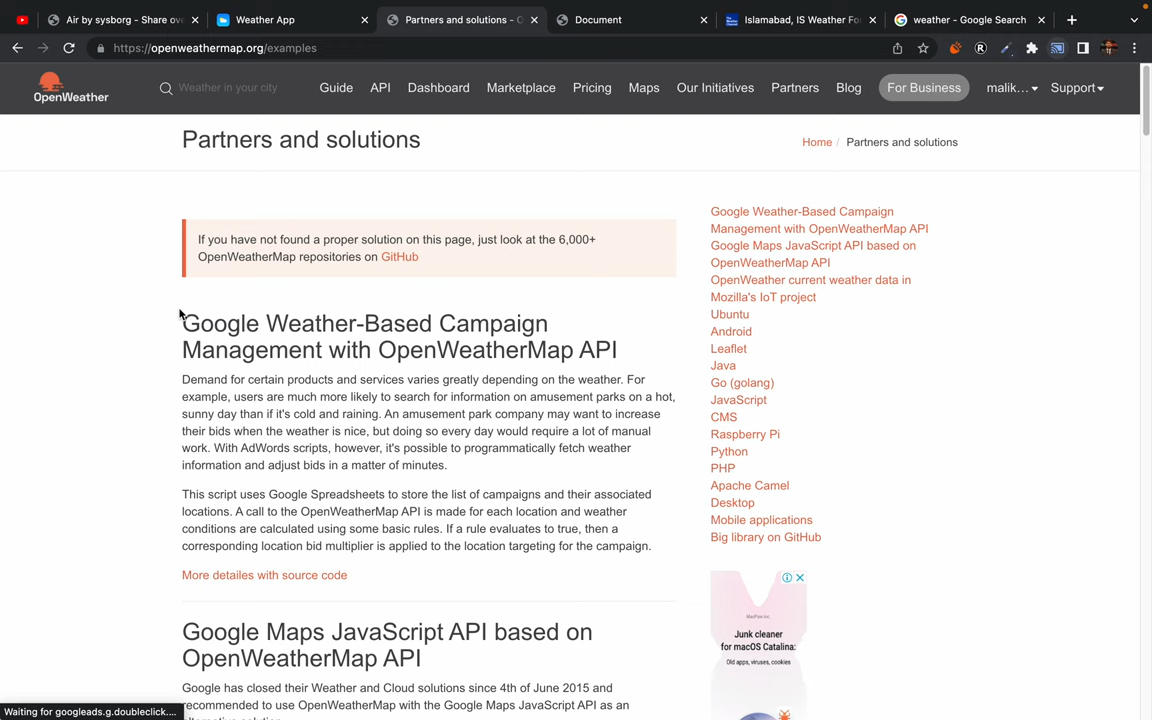 Air by sysborg - Share ove
Weather App
Partners and solutions - O
Document
Islamabad, IS Weather Fo
weather - Google Search
https://openweathermap.org/examples
OpenWeather
Weather in your city
Guide
API
Dashboard
Marketplace
Pricing
Maps
Our Initiatives
Partners
Blog
For Business
malik...
Support
Partners and solutions
Home / Partners and solutions
If you have not found a proper solution on this page, just look at the 6,000+
OpenWeatherMap repositories on GitHub
Google Weather-Based Campaign
Management with OpenWeatherMap API
Demand for certain products and services varies greatly depending on the weather. For
example, users are much more likely to search for information on amusement parks on a hot,
sunny day than if it's cold and raining. An amusement park company may want to increase
their bids when the weather is nice, but doing so every day would require a lot of manual
work. With AdWords scripts, however, it's possible to programmatically fetch weather
information and adjust bids in a matter of minutes.
This script uses Google Spreadsheets to store the list of campaigns and their associated
locations. A call to the OpenWeatherMap API is made for each location and weather
conditions are calculated using some basic rules. If a rule evaluates to true, then a
corresponding location bid multiplier is applied to the location targeting for the campaign.
More detailes with source code
Google Maps JavaScript API based on
OpenWeatherMap API
Google has closed their Weather and Cloud solutions since 4th of June 2015 and
recommended to use OpenWeatherMap with the Google Maps JavaScript API as an
alternative solution.
Google Weather-Based Campaign
Management with OpenWeatherMap API
Google Maps JavaScript API based on
OpenWeatherMap API
OpenWeather current weather data in
Mozilla's IoT project
Ubuntu
Android
Leaflet
Java
Go (golang)
JavaScript
CMS
Raspberry Pi
Python
PHP
Apache Camel
Desktop
Mobile applications
Big library on GitHub
MacPaw Inc.
Junk cleaner
for macOS Catalina:
Old apps, viruses, cookies
Waiting for googleads.g.doubleclick....